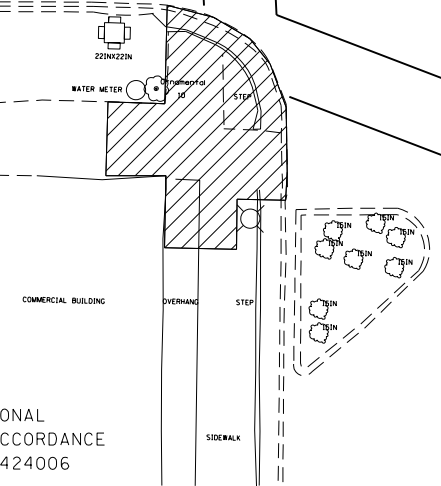 22INX22IN
WATER METER
Ornamental
10
STEP
15IN
15IN
15IN
15IN
15IN
15IN
15IN
15IN
COMMERCIAL BUILDING
OVERHANG
STEP
SIDEWALK
ONAL
CCORDANCE
424006